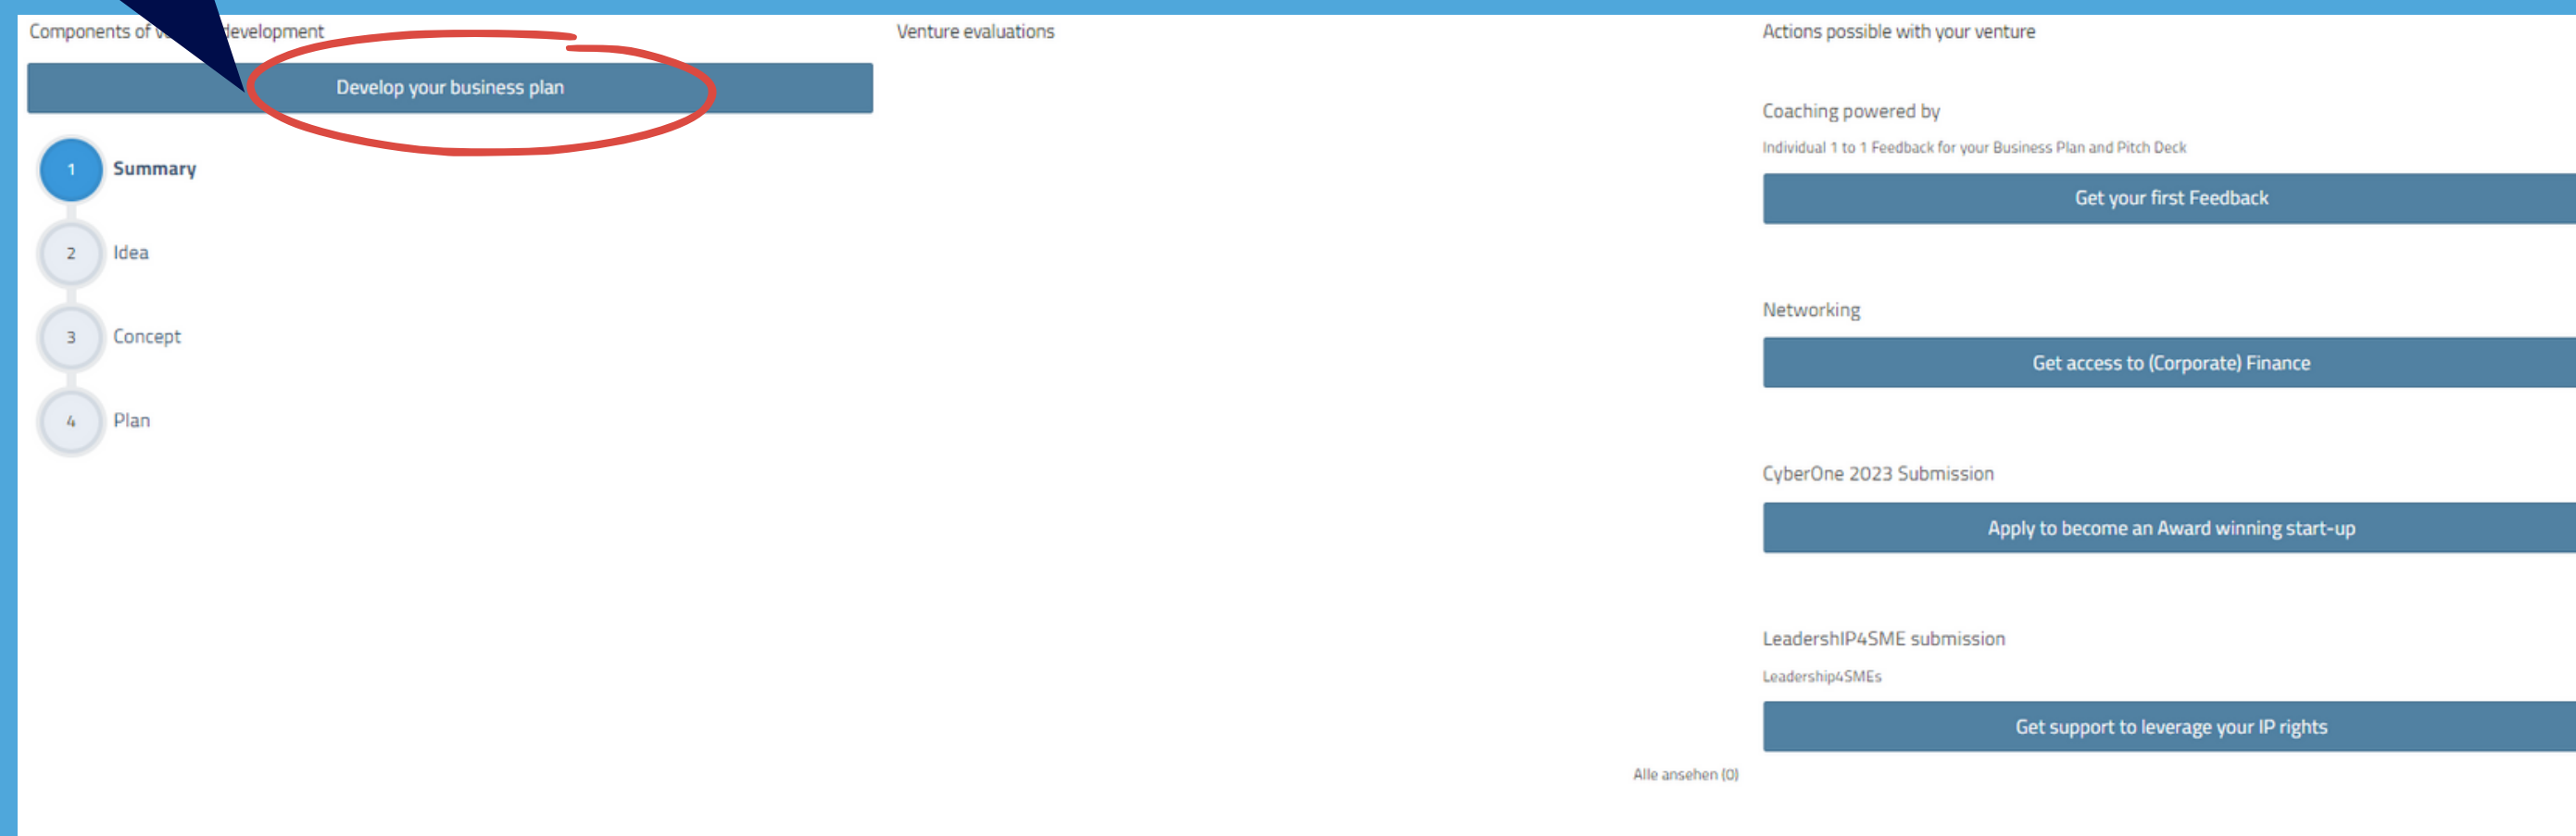 Components of v development
Develop your business plan
1 Summary
2 Idea
3 Concept
4 Plan
Venture evaluations
Alle ansehen (0)
Actions possible with your venture
Coaching powered by
Individual 1 to 1 Feedback for your Business Plan and Pitch Deck
Get your first Feedback
Networking
Get access to (Corporate) Finance
CyberOne 2023 Submission
Apply to become an Award winning start-up
LeadershIP4SME submission
Leadership4SMEs
Get support to leverage your IP rights